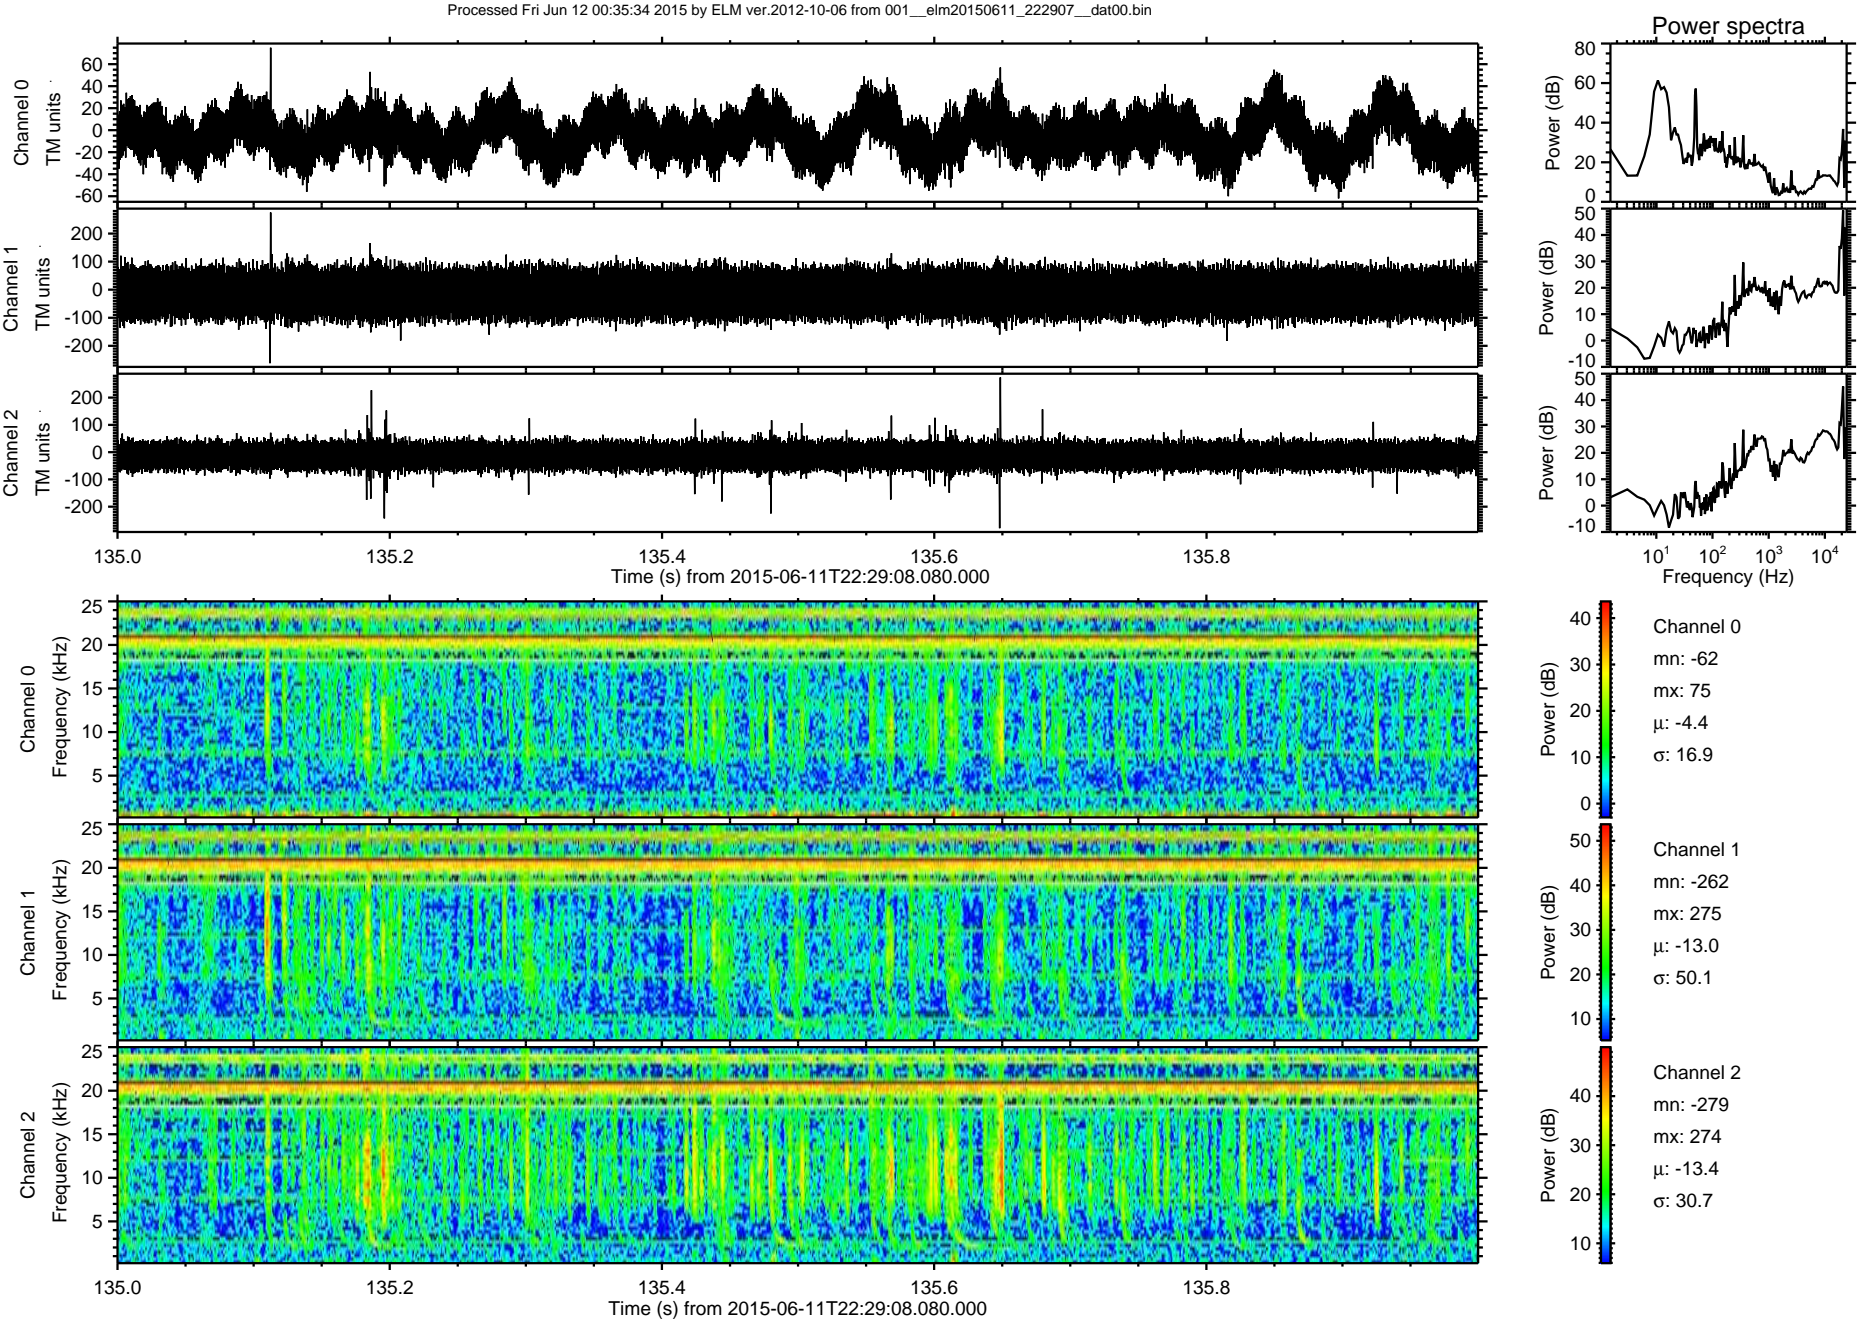 Processed Fri Jun 12 00:35:34 2015 by ELM ver.2012-10-06 from 001__elm20150611_222907__dat00.bin
Power spectra
Channel 0
TM units
60
40
20
0
-20
-40
-60
Power (dB)
80
60
40
20
0
Channel 1
TM units
200
100
0
-100
-200
Power (dB)
50
40
30
20
10
0
-10
Channel 2
TM units
200
100
0
-100
-200
Power (dB)
50
40
30
20
10
0
-10
135.0 135.2 135.4 135.6 135.8
Time (s) from 2015-06-11T22:29:08.080.000
10¹ 10² 10³ 10⁴
Frequency (Hz)
Channel 0
Frequency (kHz)
25
20
15
10
5
Power (dB)
40
30
20
10
0
Channel 0
mn: -62
mx: 75
μ: -4.4
σ: 16.9
Channel 1
Frequency (kHz)
25
20
15
10
5
Power (dB)
50
40
30
20
10
Channel 1
mn: -262
mx: 275
μ: -13.0
σ: 50.1
Channel 2
Frequency (kHz)
25
20
15
10
5
Power (dB)
40
30
20
10
Channel 2
mn: -279
mx: 274
μ: -13.4
σ: 30.7
135.0 135.2 135.4 135.6 135.8
Time (s) from 2015-06-11T22:29:08.080.000